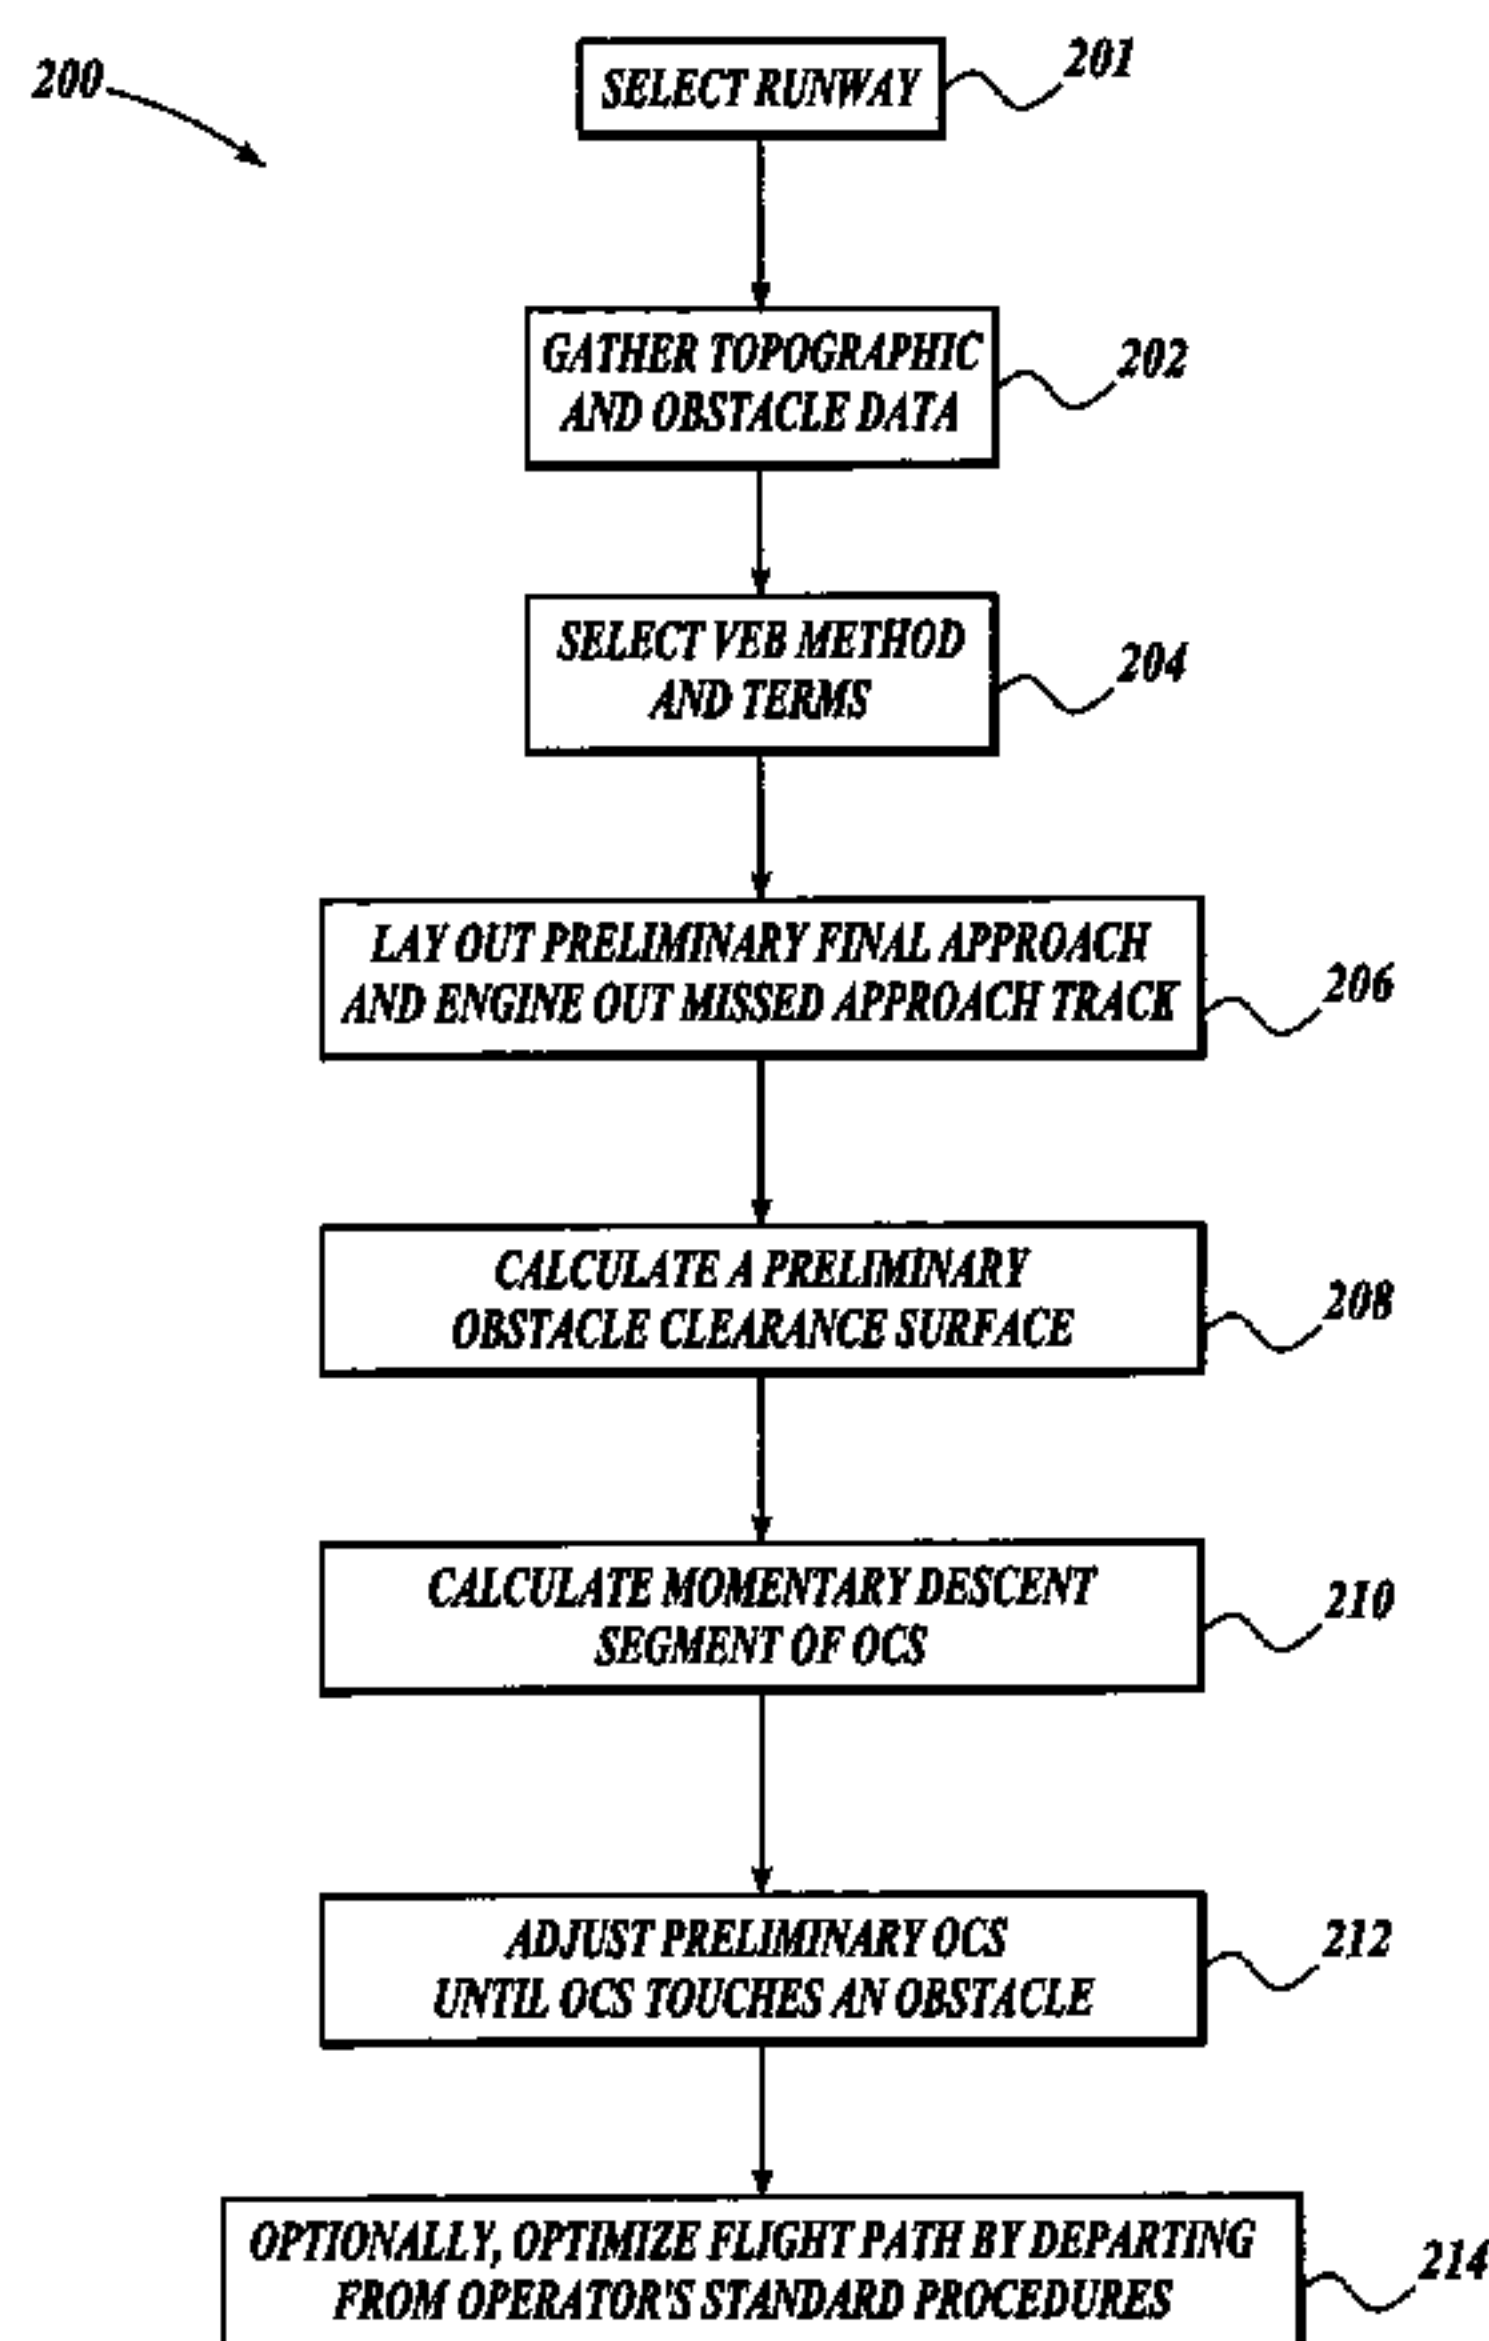 200
SELECT RUNWAY
201
GATHER TOPOGRAPHIC
AND OBSTACLE DATA
202
SELECT VEB METHOD
AND TERMS
204
LAY OUT PRELIMINARY FINAL APPROACH
AND ENGINE OUT MISSED APPROACH TRACK
206
CALCULATE A PRELIMINARY
OBSTACLE CLEARANCE SURFACE
208
CALCULATE MOMENTARY DESCENT
SEGMENT OF OCS
210
ADJUST PRELIMINARY OCS
UNTIL OCS TOUCHES AN OBSTACLE
212
OPTIONALLY, OPTIMIZE FLIGHT PATH BY DEPARTING
FROM OPERATOR'S STANDARD PROCEDURES
214